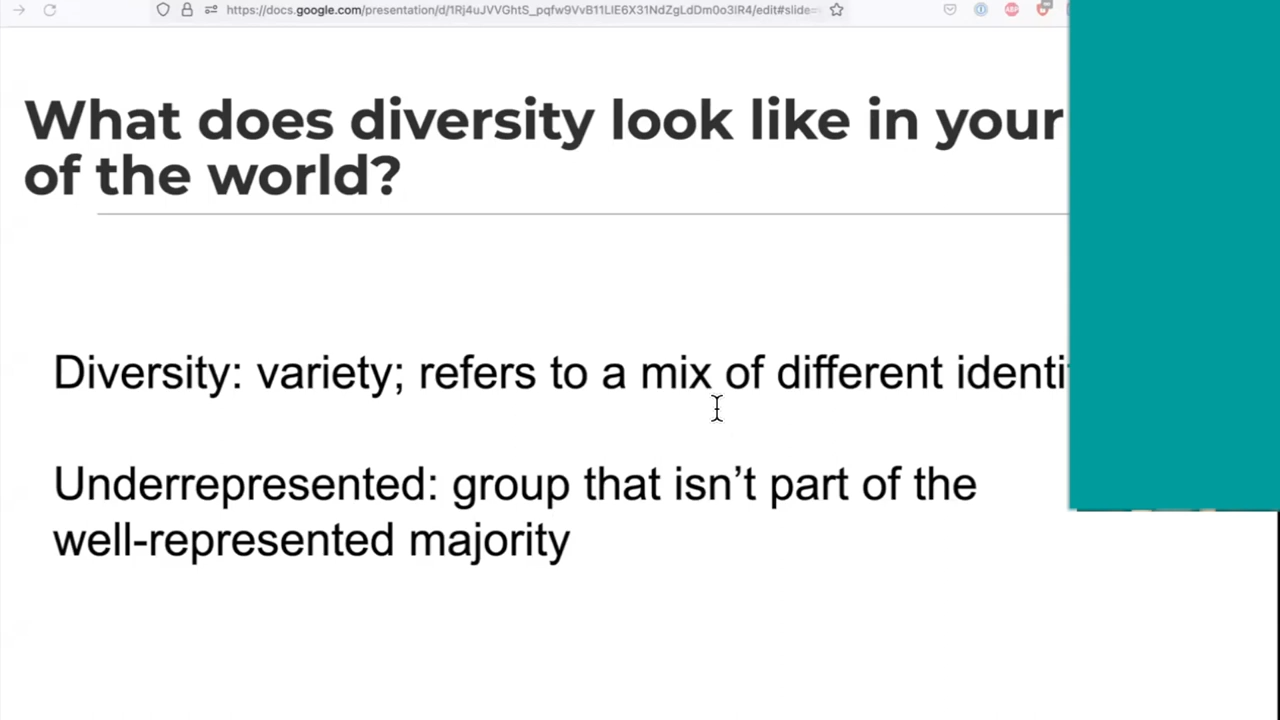 What does diversity look like in your
of the world?
Diversity: variety; refers to a mix of different
Underrepresented: group that isn’t part of the
well-represented majority